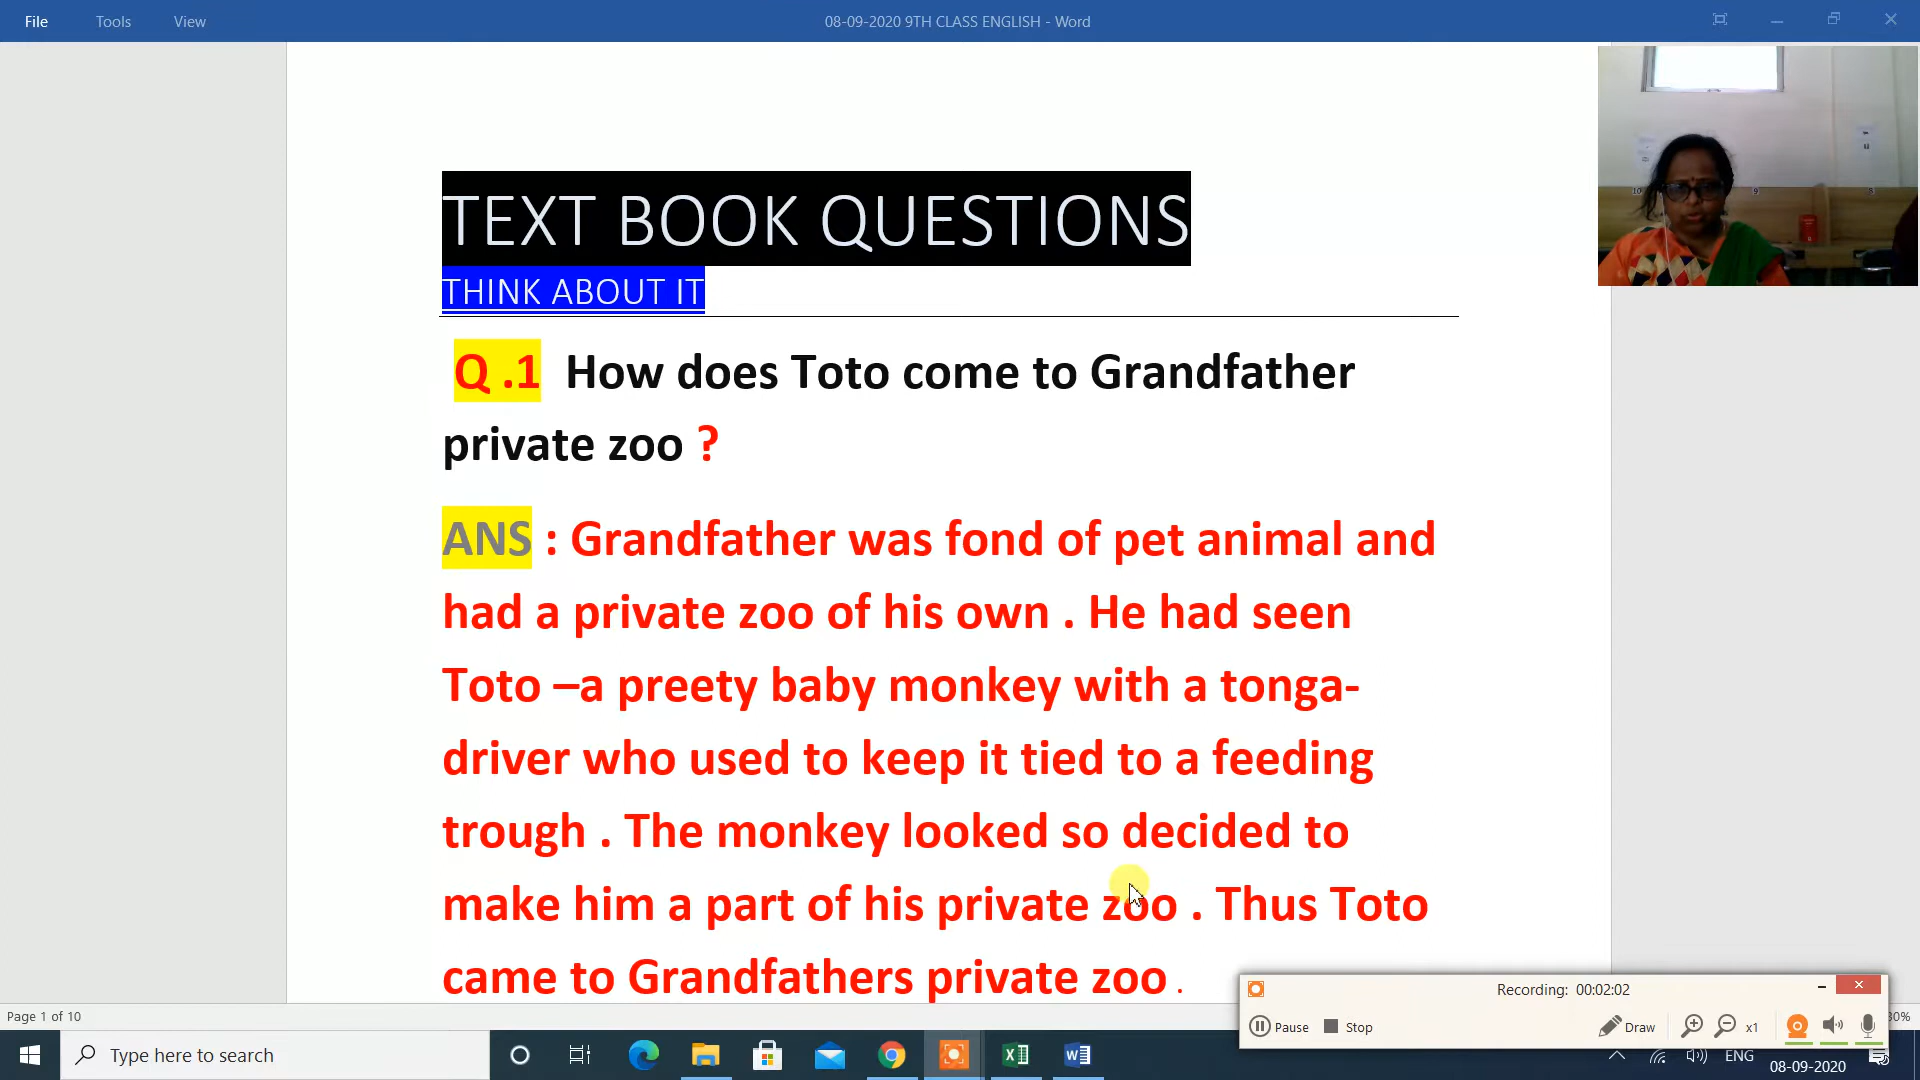 File Tools View 08-09-2020 9TH CLASS ENGLISH - Word
TEXT BOOK QUESTIONS
THINK ABOUT IT
Q .1 How does Toto come to Grandfather
private zoo ?
ANS : Grandfather was fond of pet animal and
had a private zoo of his own . He had seen
Toto –a preety baby monkey with a tonga-
driver who used to keep it tied to a feeding
trough . The monkey looked so decided to
make him a part of his private zoo . Thus Toto
came to Grandfathers private zoo .
Recording: 00:02:02
Pause Stop Draw x1
Page 1 of 10
Type here to search
ENG
08-09-2020